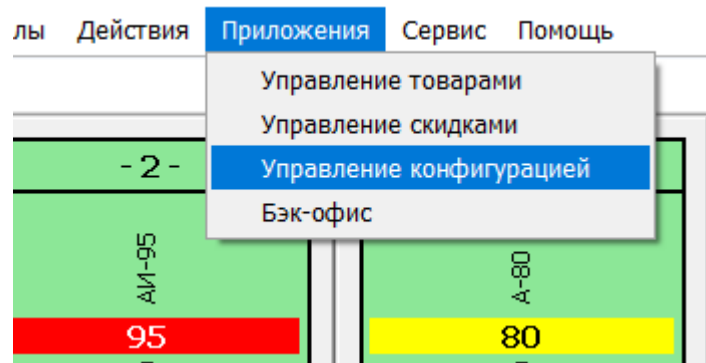 лы Действия Приложения Сервис Помощь
Управление товарами
Управление скидками
Управление конфигурацией
Бэк-офис
- 2 -
АИ-95
А-80
95
80